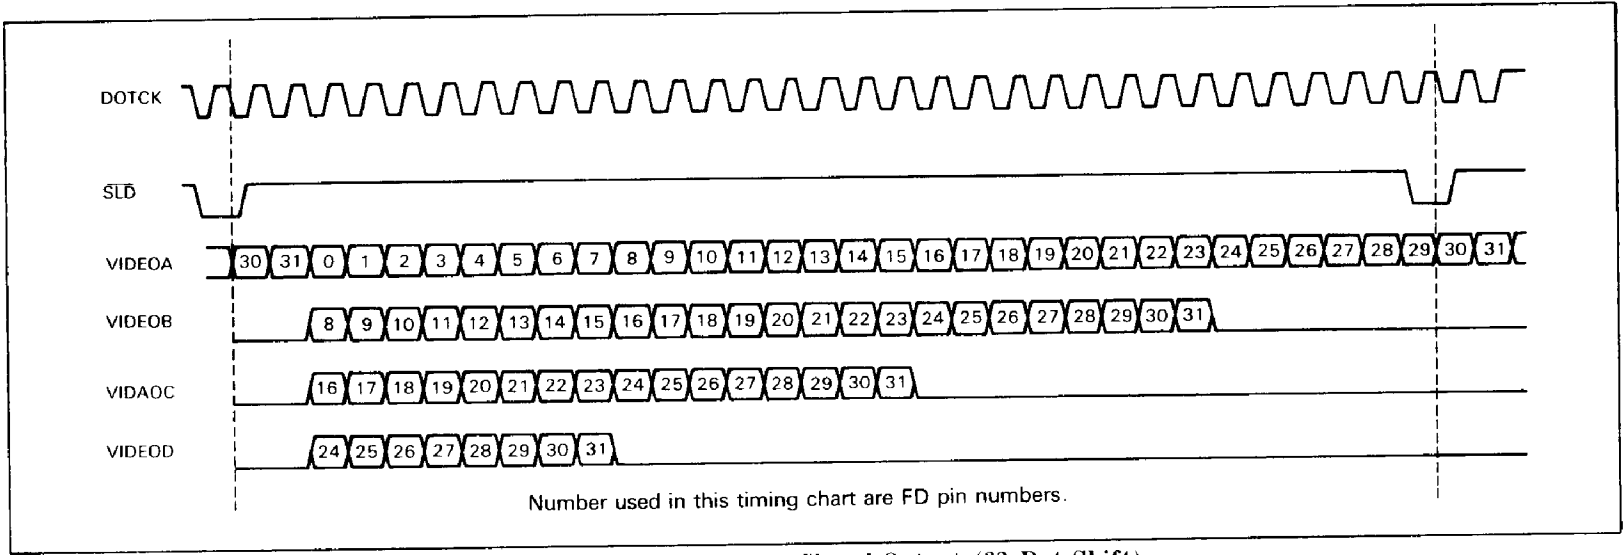 DOTCK
SLD
VIDEOA 30 31 0 1 2 3 4 5 6 7 8 9 10 11 12 13 14 15 16 17 18 19 20 21 22 23 24 25 26 27 28 29 30 31
VIDEOB 8 9 10 11 12 13 14 15 16 17 18 19 20 21 22 23 24 25 26 27 28 29 30 31
VIDAOC 16 17 18 19 20 21 22 23 24 25 26 27 28 29 30 31
VIDEOD 24 25 26 27 28 29 30 31
Number used in this timing chart are FD pin numbers.
Shift)